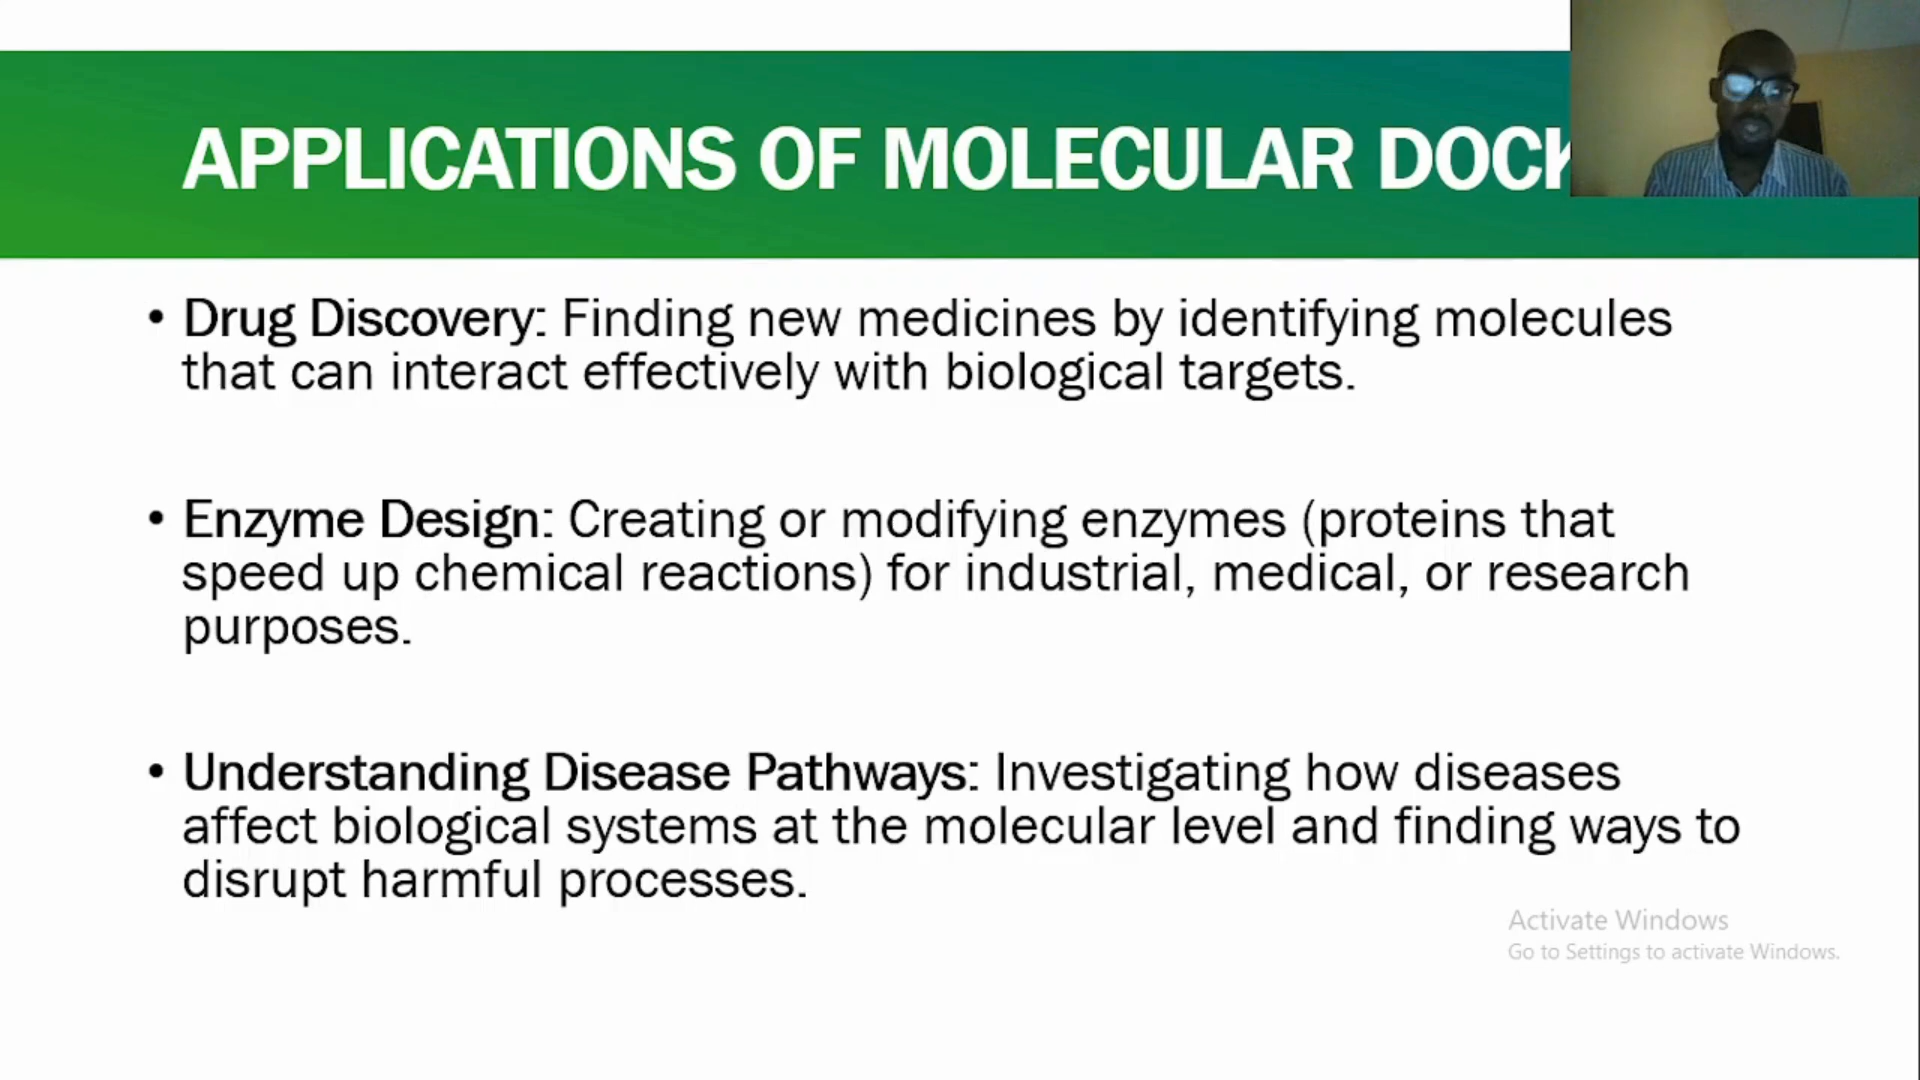 APPLICATIONS OF MOLECULAR DOCK
• Drug Discovery: Finding new medicines by identifying molecules
that can interact effectively with biological targets.
• Enzyme Design: Creating or modifying enzymes (proteins that
speed up chemical reactions) for industrial, medical, or research
purposes.
• Understanding Disease Pathways: Investigating how diseases
affect biological systems at the molecular level and finding ways to
disrupt harmful processes.
Activate Windows
Go to Settings to activate Windows.